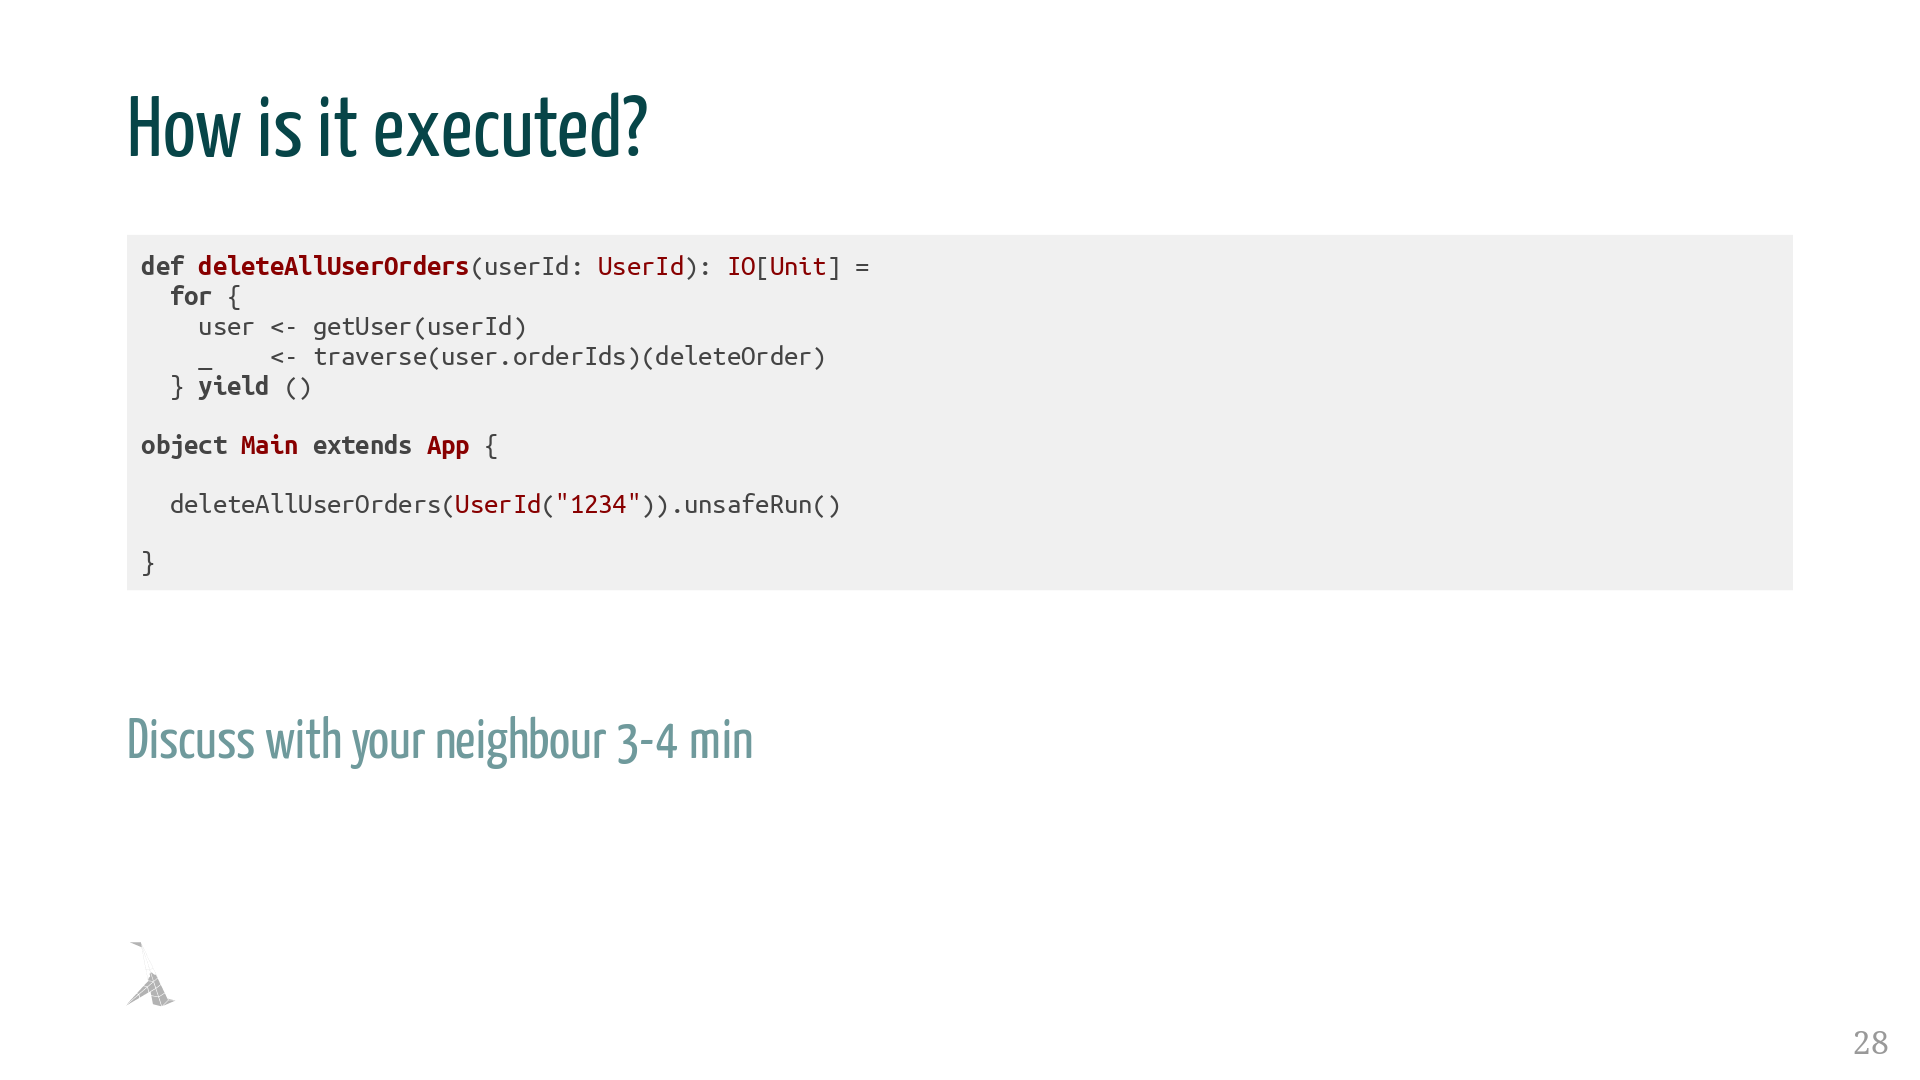 How is it executed?
def deleteAllUserOrders(userId: UserId): IO[Unit] =
  for {
    user <- getUser(userId)
    _    <- traverse(user.orderIds)(deleteOrder)
  } yield ()
object Main extends App {
  deleteAllUserOrders(UserId("1234")).unsafeRun()
}
Discuss with your neighbour 3-4 min
28